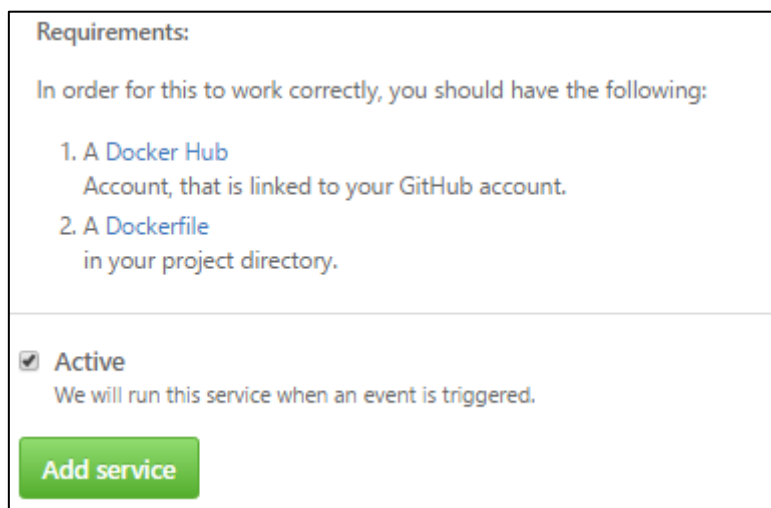 Requirements:
In order for this to work correctly, you should have the following:
1. A Docker Hub
Account, that is linked to your GitHub account.
2. A Dockerfile
in your project directory.
Active
We will run this service when an event is triggered.
Add service